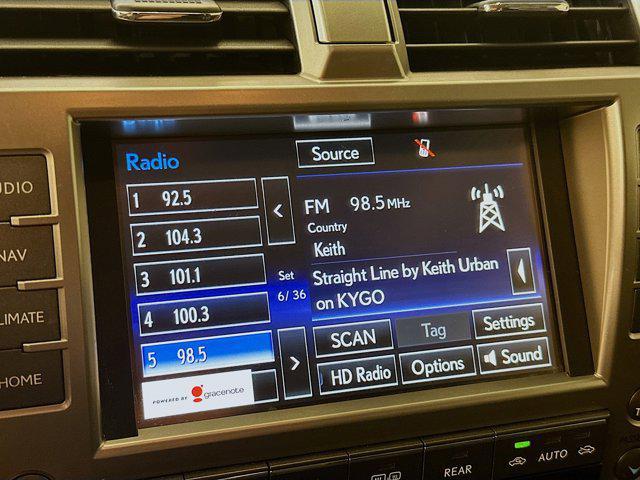 Radio
Source
1 92.5
2 104.3
3 101.1
4 100.3
5 98.5
Set
6/36
POWERED BY gracenote
FM 98.5 MHz
Country
Keith
Straight Line by Keith Urban
on KYGO
SCAN
Tag
Settings
HD Radio
Options
Sound
UDIO
NAV
LIMATE
HOME
REAR
AUTO